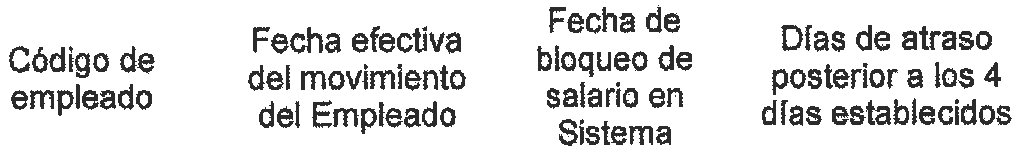 Código de
empleado
Fecha efectiva
del movimiento
del Empleado
Fecha de
bloqueo de
salario en
Sistema
Días de atraso
posterior a los 4
días establecidos